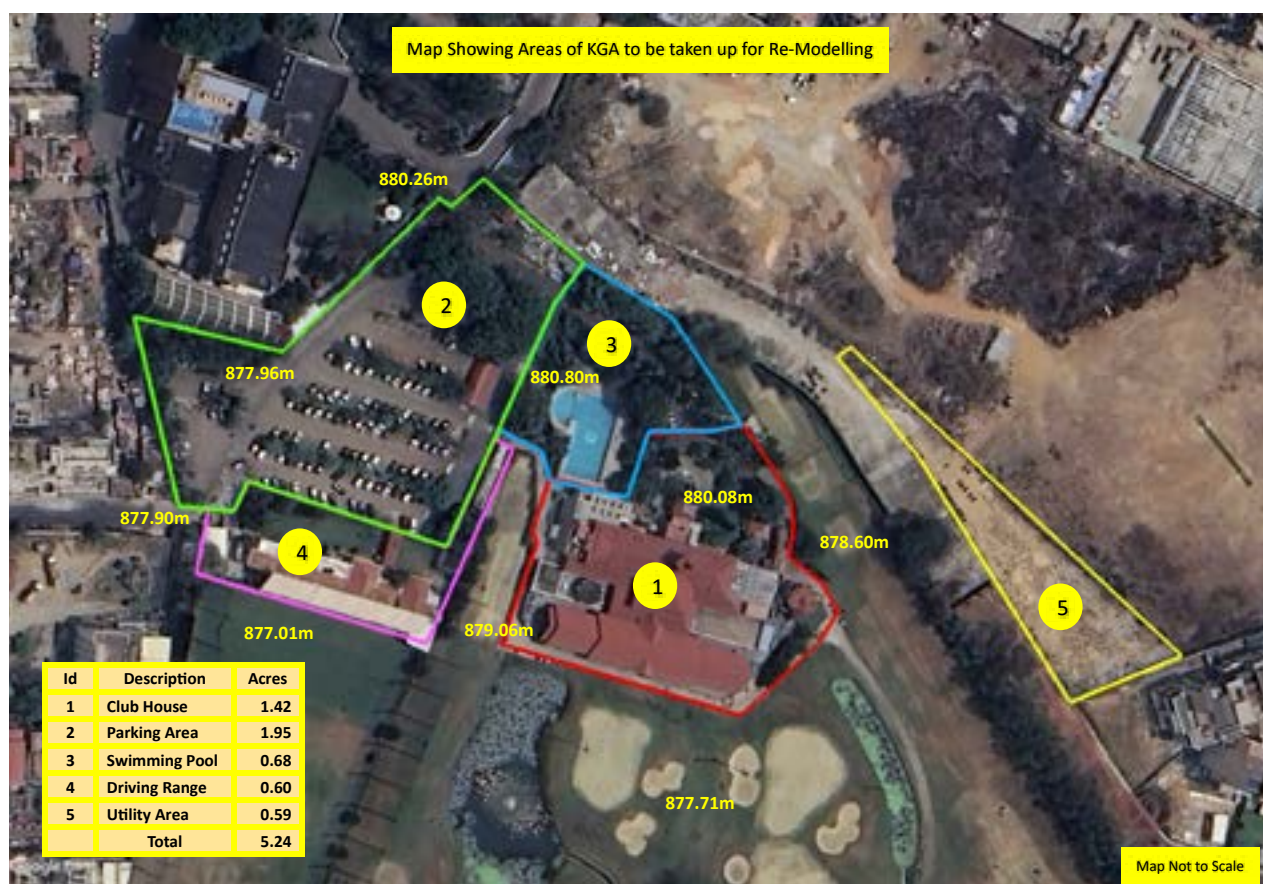 Map Showing Areas of KGA to be taken up for Re-Modelling
880.26m
2
3
877.96m
880.80m
880.08m
877.90m
878.60m
4
1
5
877.01m
879.06m
Id Description Acres
1 Club House 1.42
2 Parking Area 1.95
3 Swimming Pool 0.68
4 Driving Range 0.60
5 Utility Area 0.59
Total 5.24
877.71m
Map Not to Scale